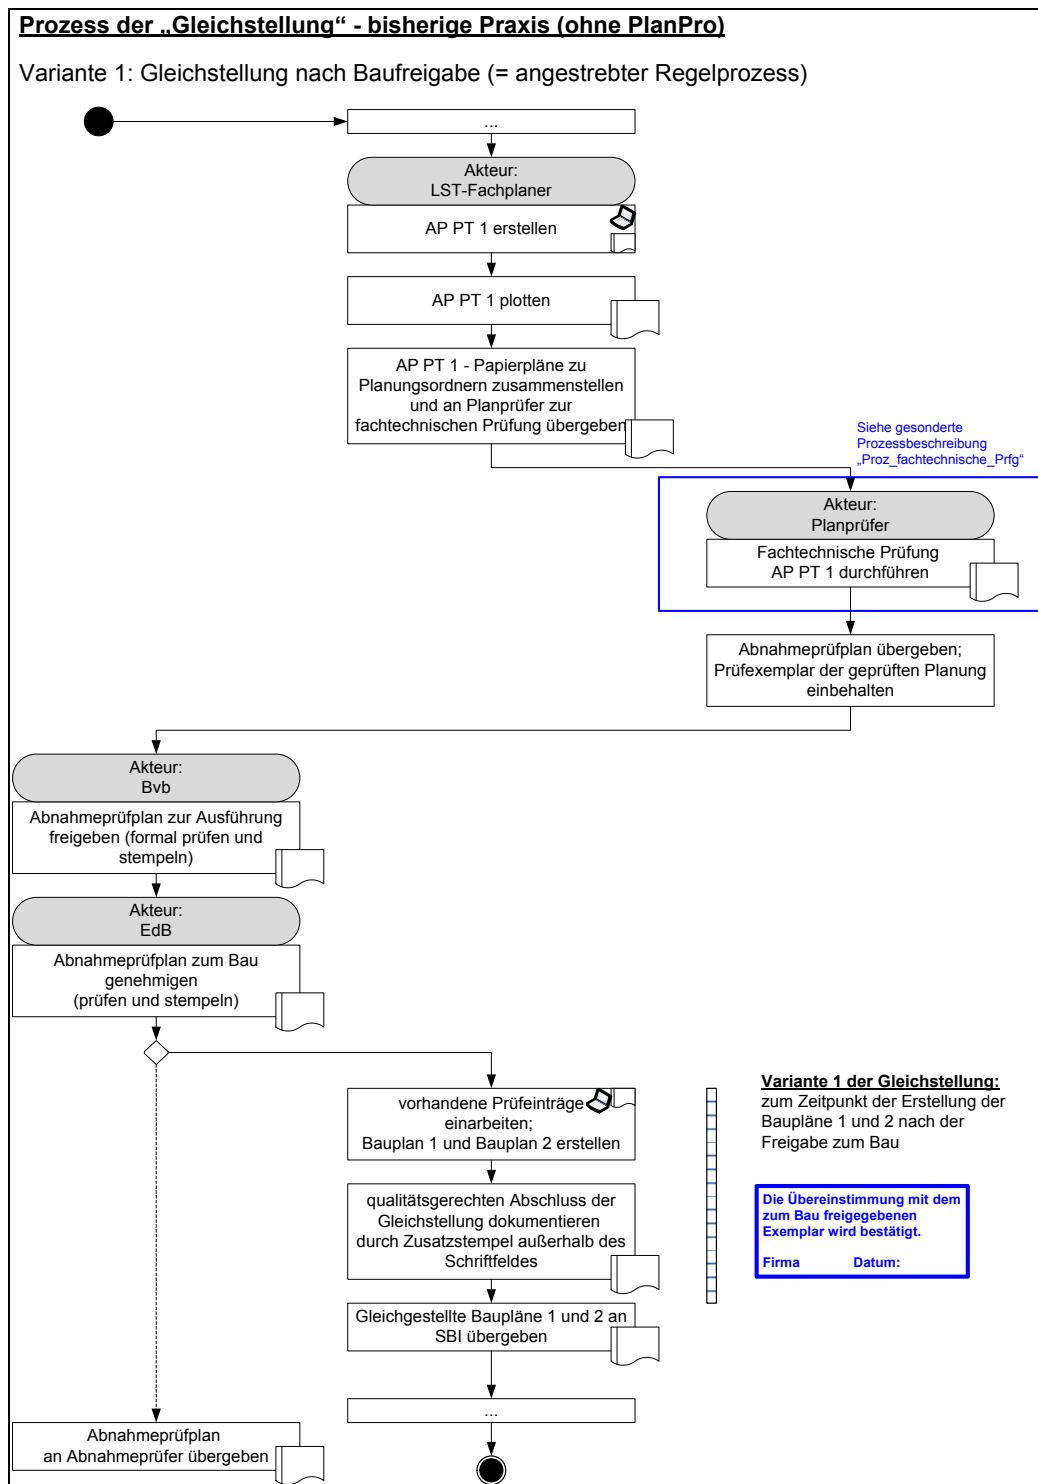 Prozess der „Gleichstellung“ - bisherige Praxis (ohne PlanPro)
Variante 1: Gleichstellung nach Baufreigabe (= angestrebter Regelprozess)
...
Akteur:
LST-Fachplaner
AP PT 1 erstellen
AP PT 1 plotten
AP PT 1 - Papierpläne zu
Planungsordnern zusammenstellen
und an Planprüfer zur
fachtechnischen Prüfung übergeben
Siehe gesonderte
Prozessbeschreibung
„Proz_fachtechnische_Prfg“
Akteur:
Planprüfer
Fachtechnische Prüfung
AP PT 1 durchführen
Abnahmeprüfplan übergeben;
Prüfexemplar der geprüften Planung
einbehalten
Akteur:
Bvb
Abnahmeprüfplan zur Ausführung
freigeben (formal prüfen und
stempeln)
Akteur:
EdB
Abnahmeprüfplan zum Bau
genehmigen
(prüfen und stempeln)
vorhandene Prüfeinträge
einarbeiten;
Bauplan 1 und Bauplan 2 erstellen
Variante 1 der Gleichstellung:
zum Zeitpunkt der Erstellung der
Baupläne 1 und 2 nach der
Freigabe zum Bau
qualitätsgerechten Abschluss der
Gleichstellung dokumentieren
durch Zusatzstempel außerhalb des
Schriftfeldes
Die Übereinstimmung mit dem
zum Bau freigegebenen
Exemplar wird bestätigt.
Firma Datum:
Gleichgestellte Baupläne 1 und 2 an
SBI übergeben
...
Abnahmeprüfplan
an Abnahmeprüfer übergeben